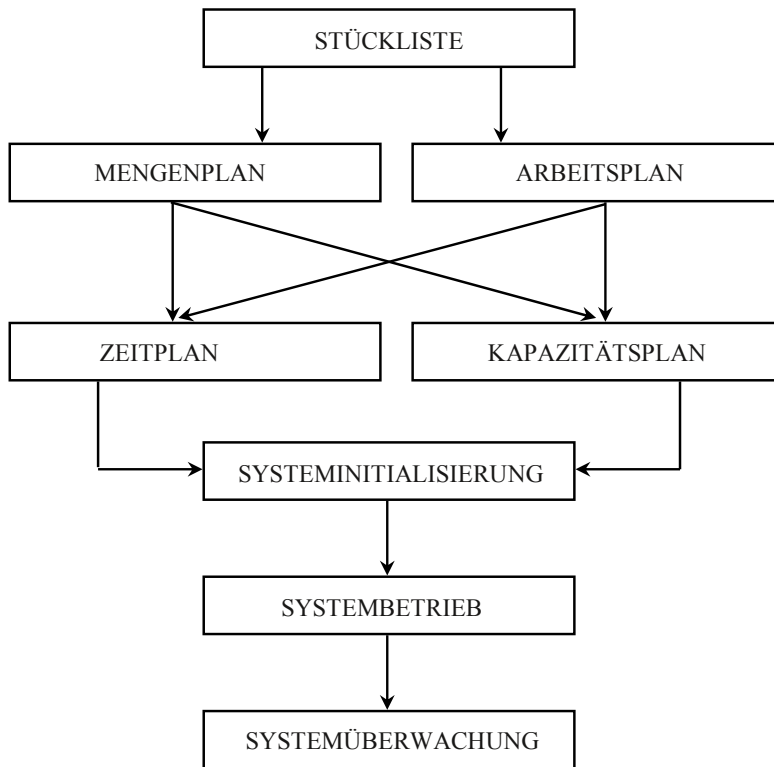 STÜCKLISTE
MENGENPLAN
ARBEITSPLAN
ZEITPLAN
KAPAZITÄTSPLAN
SYSTEMINITIALISIERUNG
SYSTEMBETRIEB
SYSTEMÜBERWACHUNG